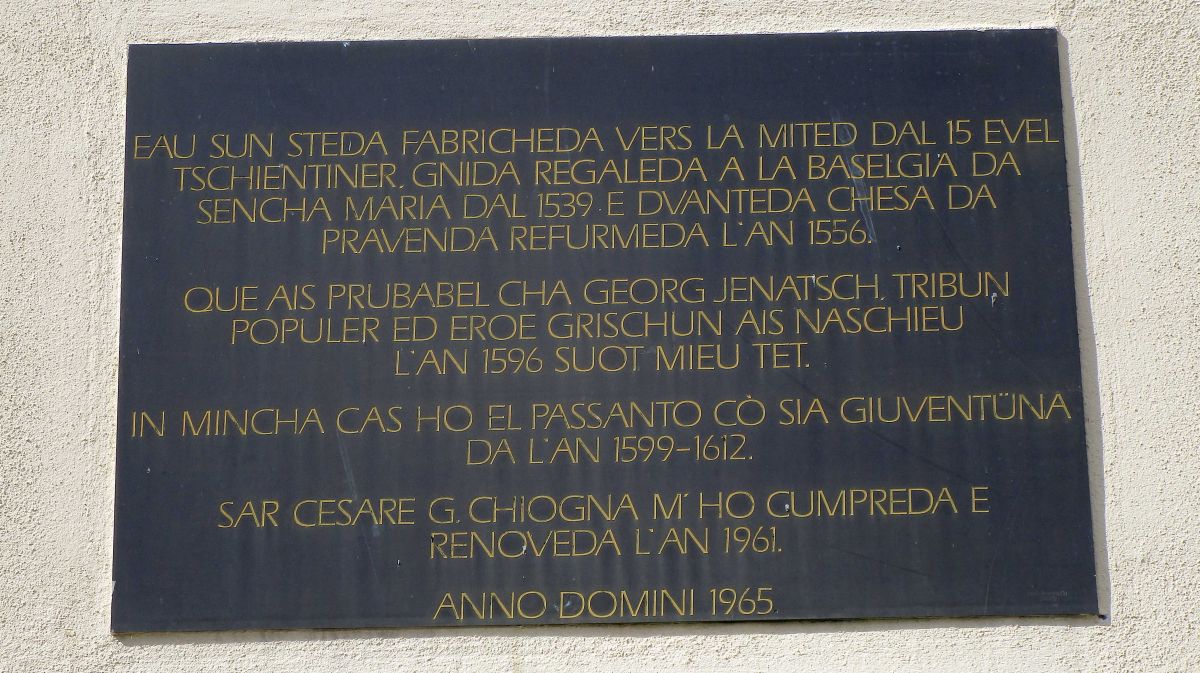 EAU SUN STEDA FABRICHEDA VERS LA MITED DAL 15 EVEL
TSCHIENTINER, GNIDA REGALEDA A LA BASELGIA DA
SENCHA MARIA DAL 1539 E DVANTEDA CHESA DA
PRAVENDA REFURMEDA L'AN 1556.
QUE AIS PRUBABEL CHA GEORG JENATSCH, TRIBUN
POPULER ED EROE GRISCHUN AIS NASCHIEU
L'AN 1596 SUOT MIEU TET.
IN MINCHA CAS HO EL PASSANTO CÒ SIA GIUVENTÜNA
DA L'AN 1599-1612.
SAR CESARE G. CHIOGNA M' HO CUMPREDA E
RENOVEDA L'AN 1961.
ANNO DOMINI 1965